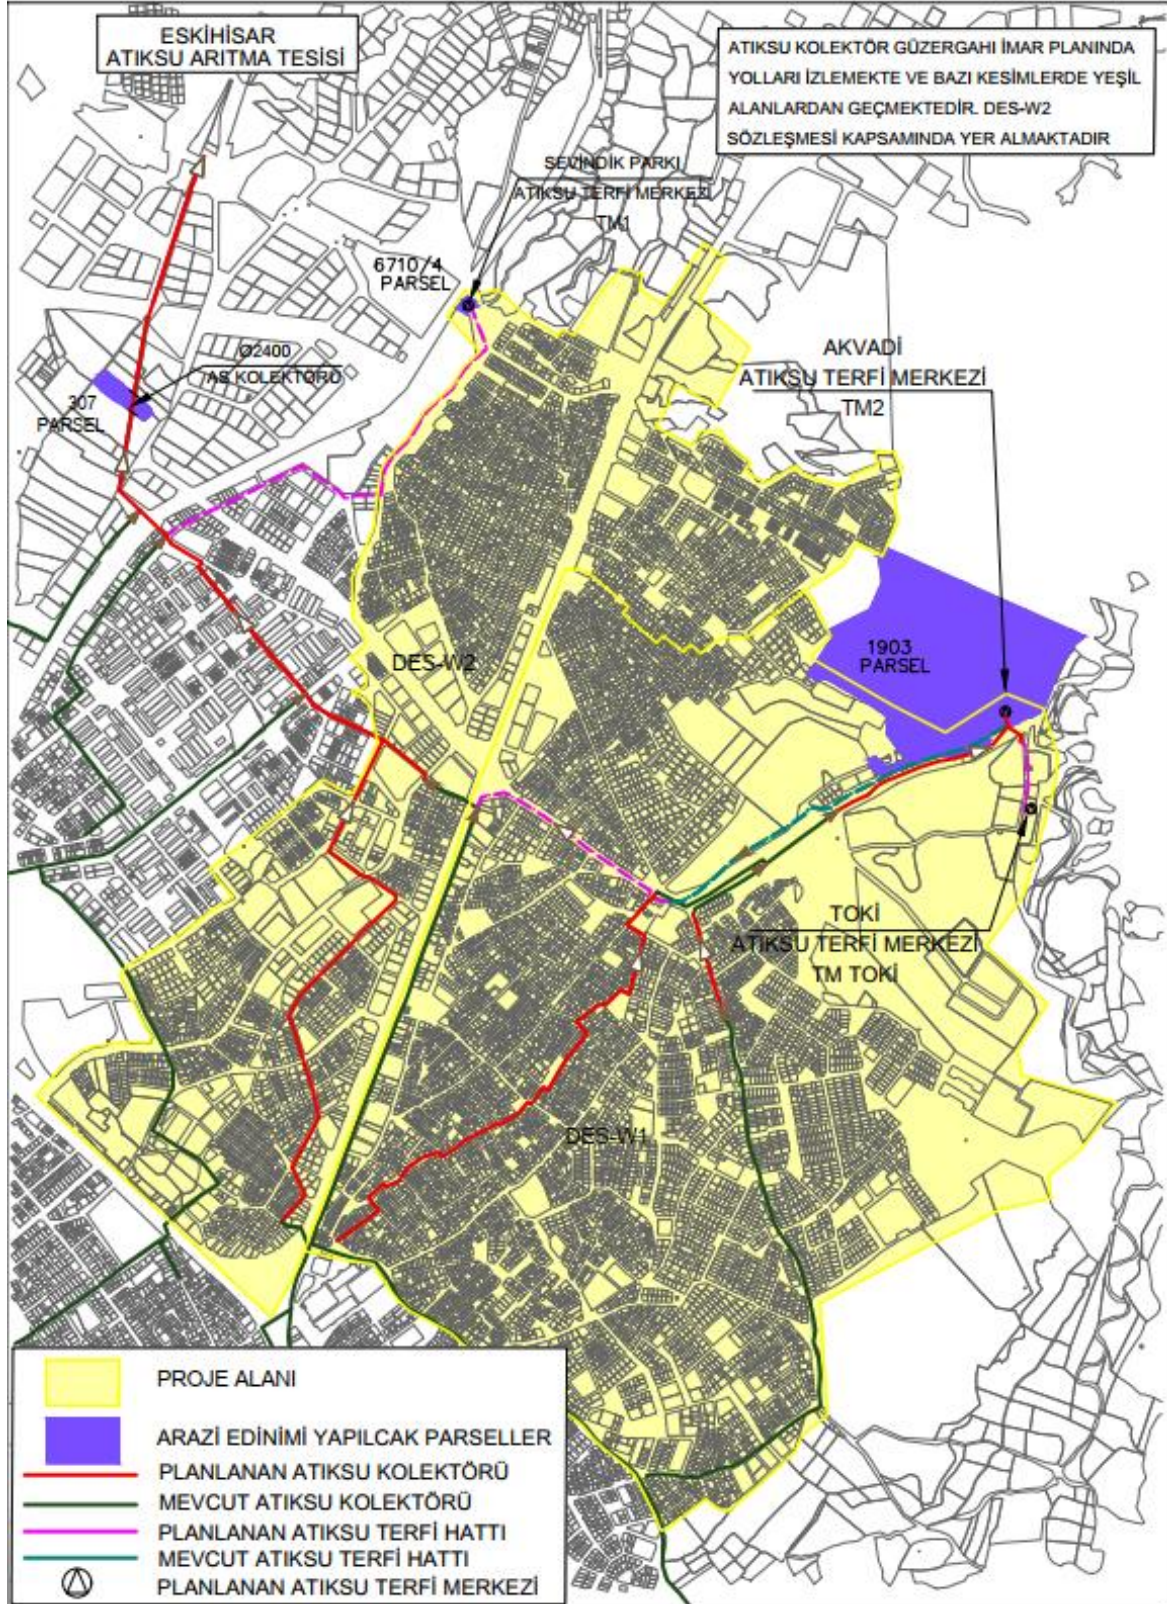 ESKİHİSAR
ATIKSU ARITMA TESİSİ
ATIKSU KOLEKTÖR GÜZERGAHI İMAR PLANINDA
YOLLARI İZLEMEKTE VE BAZI KESİMLERDE YEŞİL
ALANLARDAN GEÇMEKTEDİR. DES-W2
SÖZLEŞMESİ KAPSAMINDA YER ALMAKTADIR
SEVİNDİK PARKI
ATIKSU TERFİ MERKEZİ
TM1
6710/4
PARSEL
Ø2400
AS KOLEKTÖRÜ
307
PARSEL
AKVADİ
ATIKSU TERFİ MERKEZİ
TM2
1903
PARSEL
DES-W2
TOKİ
ATIKSU TERFİ MERKEZİ
TM TOKİ
DES-W1
PROJE ALANI
ARAZİ EDİNİMİ YAPILCAK PARSELLER
PLANLANAN ATIKSU KOLEKTÖRÜ
MEVCUT ATIKSU KOLEKTÖRÜ
PLANLANAN ATIKSU TERFİ HATTI
MEVCUT ATIKSU TERFİ HATTI
PLANLANAN ATIKSU TERFİ MERKEZİ